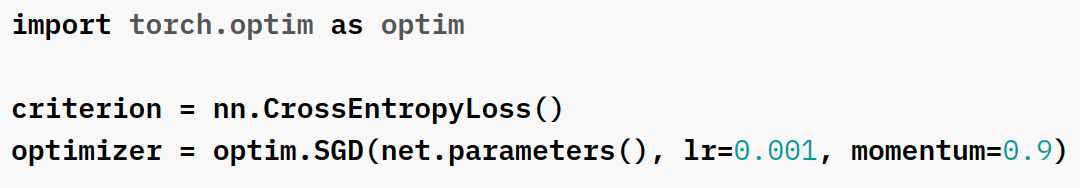 import torch.optim as optim
criterion = nn.CrossEntropyLoss()
optimizer = optim.SGD(net.parameters(), lr=0.001, momentum=0.9)